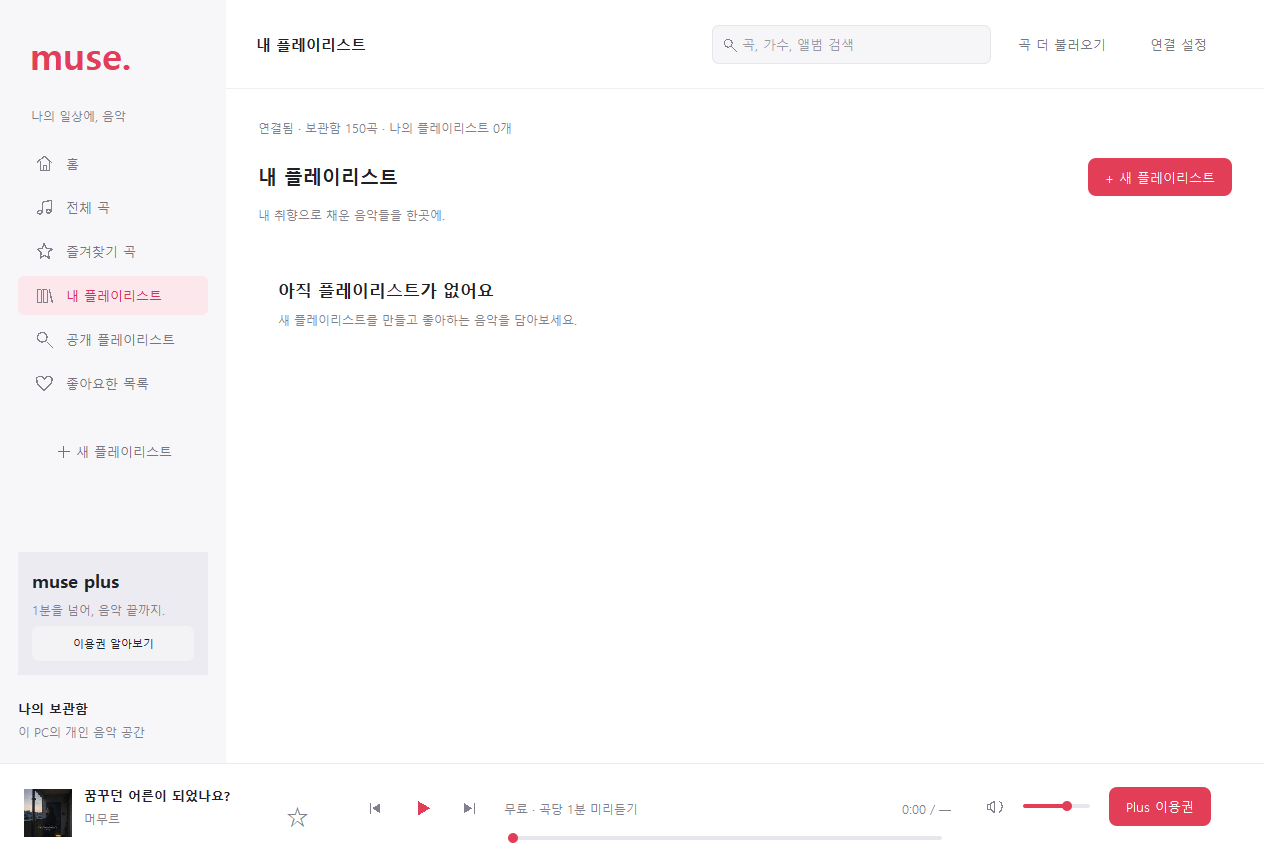 muse.
나의 일상에, 음악
홈
전체 곡
즐겨찾기 곡
내 플레이리스트
공개 플레이리스트
좋아요한 목록
+ 새 플레이리스트
muse plus
1분을 넘어, 음악 끝까지.
이용권 알아보기
나의 보관함
이 PC의 개인 음악 공간
내 플레이리스트
곡, 가수, 앨범 검색
곡 더 불러오기
연결 설정
연결됨 · 보관함 150곡 · 나의 플레이리스트 0개
내 플레이리스트
+ 새 플레이리스트
내 취향으로 채운 음악들을 한곳에.
아직 플레이리스트가 없어요
새 플레이리스트를 만들고 좋아하는 음악을 담아보세요.
꿈꾸던 어른이 되었나요?
머무르
무료 · 곡당 1분 미리듣기
0:00 / —
Plus 이용권